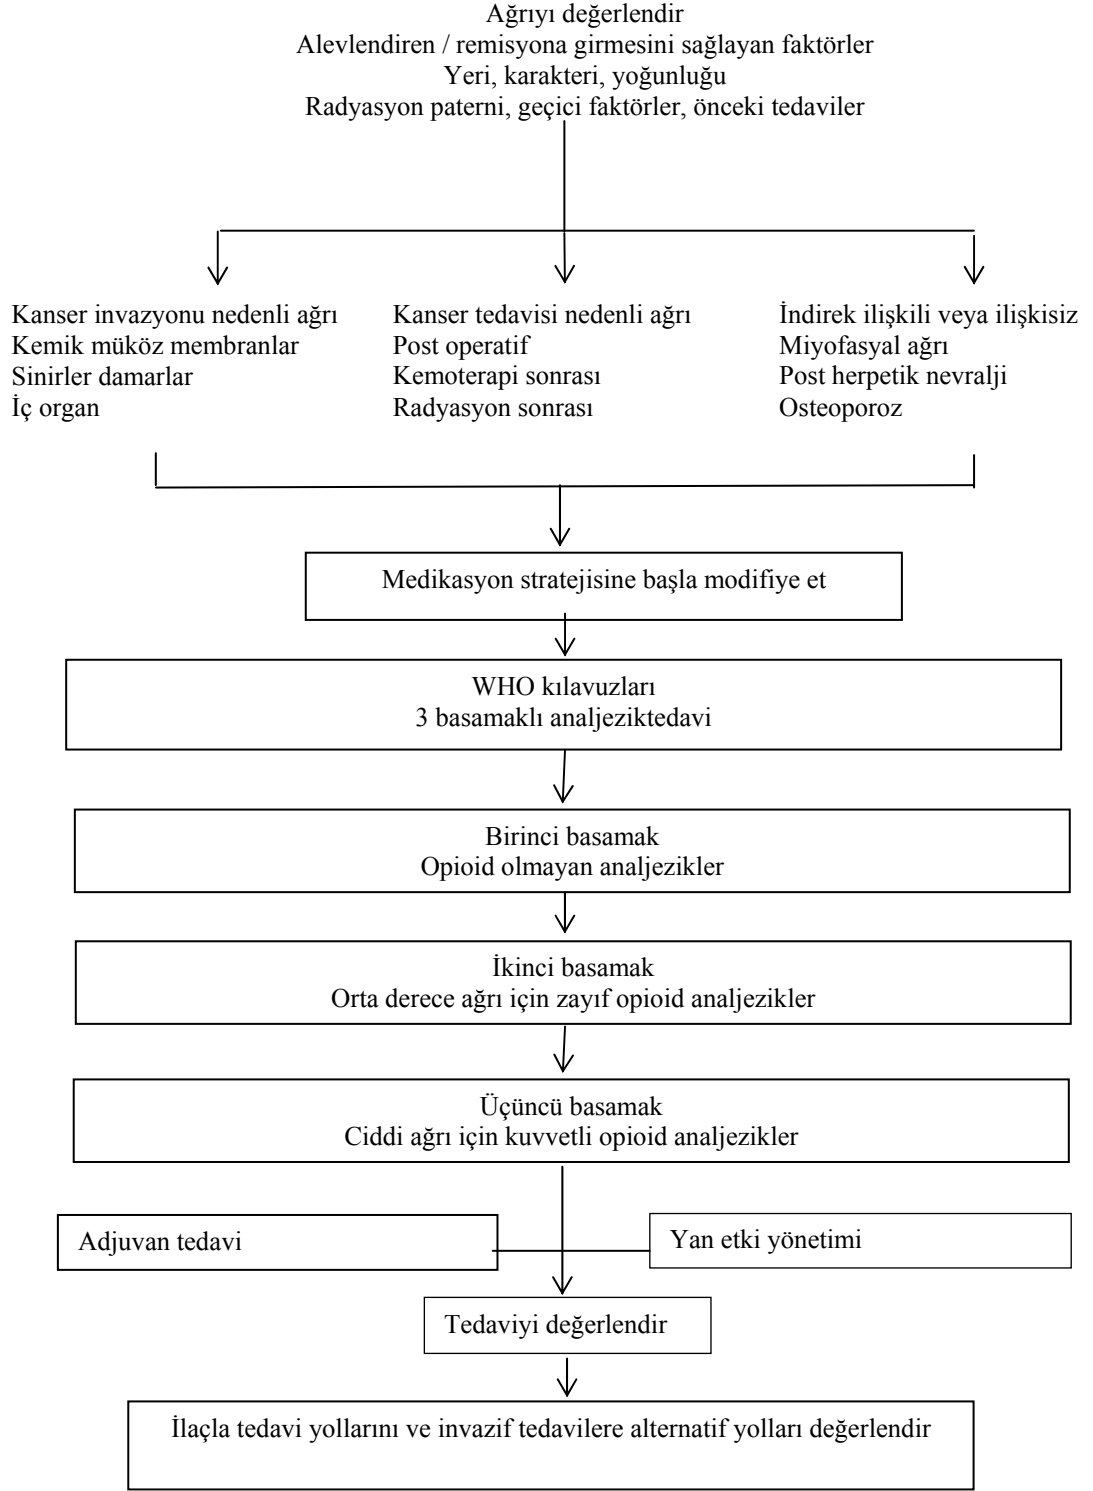 Ağrıyı değerlendir
Alevlendiren / remisyona girmesini sağlayan faktörler
Yeri, karakteri, yoğunluğu
Radyasyon paterni, geçici faktörler, önceki tedaviler
Kanser invazyonu nedenli ağrı
Kemik müköz membranlar
Sinirler damarlar
İç organ
Kanser tedavisi nedenli ağrı
Post operatif
Kemoterapi sonrası
Radyasyon sonrası
İndirek ilişkili veya ilişkisiz
Miyofasyal ağrı
Post herpetik nevralji
Osteoporoz
Medikasyon stratejisine başla modifiye et
WHO kılavuzları
3 basamaklı analjeziktedavi
Birinci basamak
Opioid olmayan analjezikler
İkinci basamak
Orta derece ağrı için zayıf opioid analjezikler
Üçüncü basamak
Ciddi ağrı için kuvvetli opioid analjezikler
Adjuvan tedavi
Yan etki yönetimi
Tedaviyi değerlendir
İlaçla tedavi yollarını ve invazif tedavilere alternatif yolları değerlendir